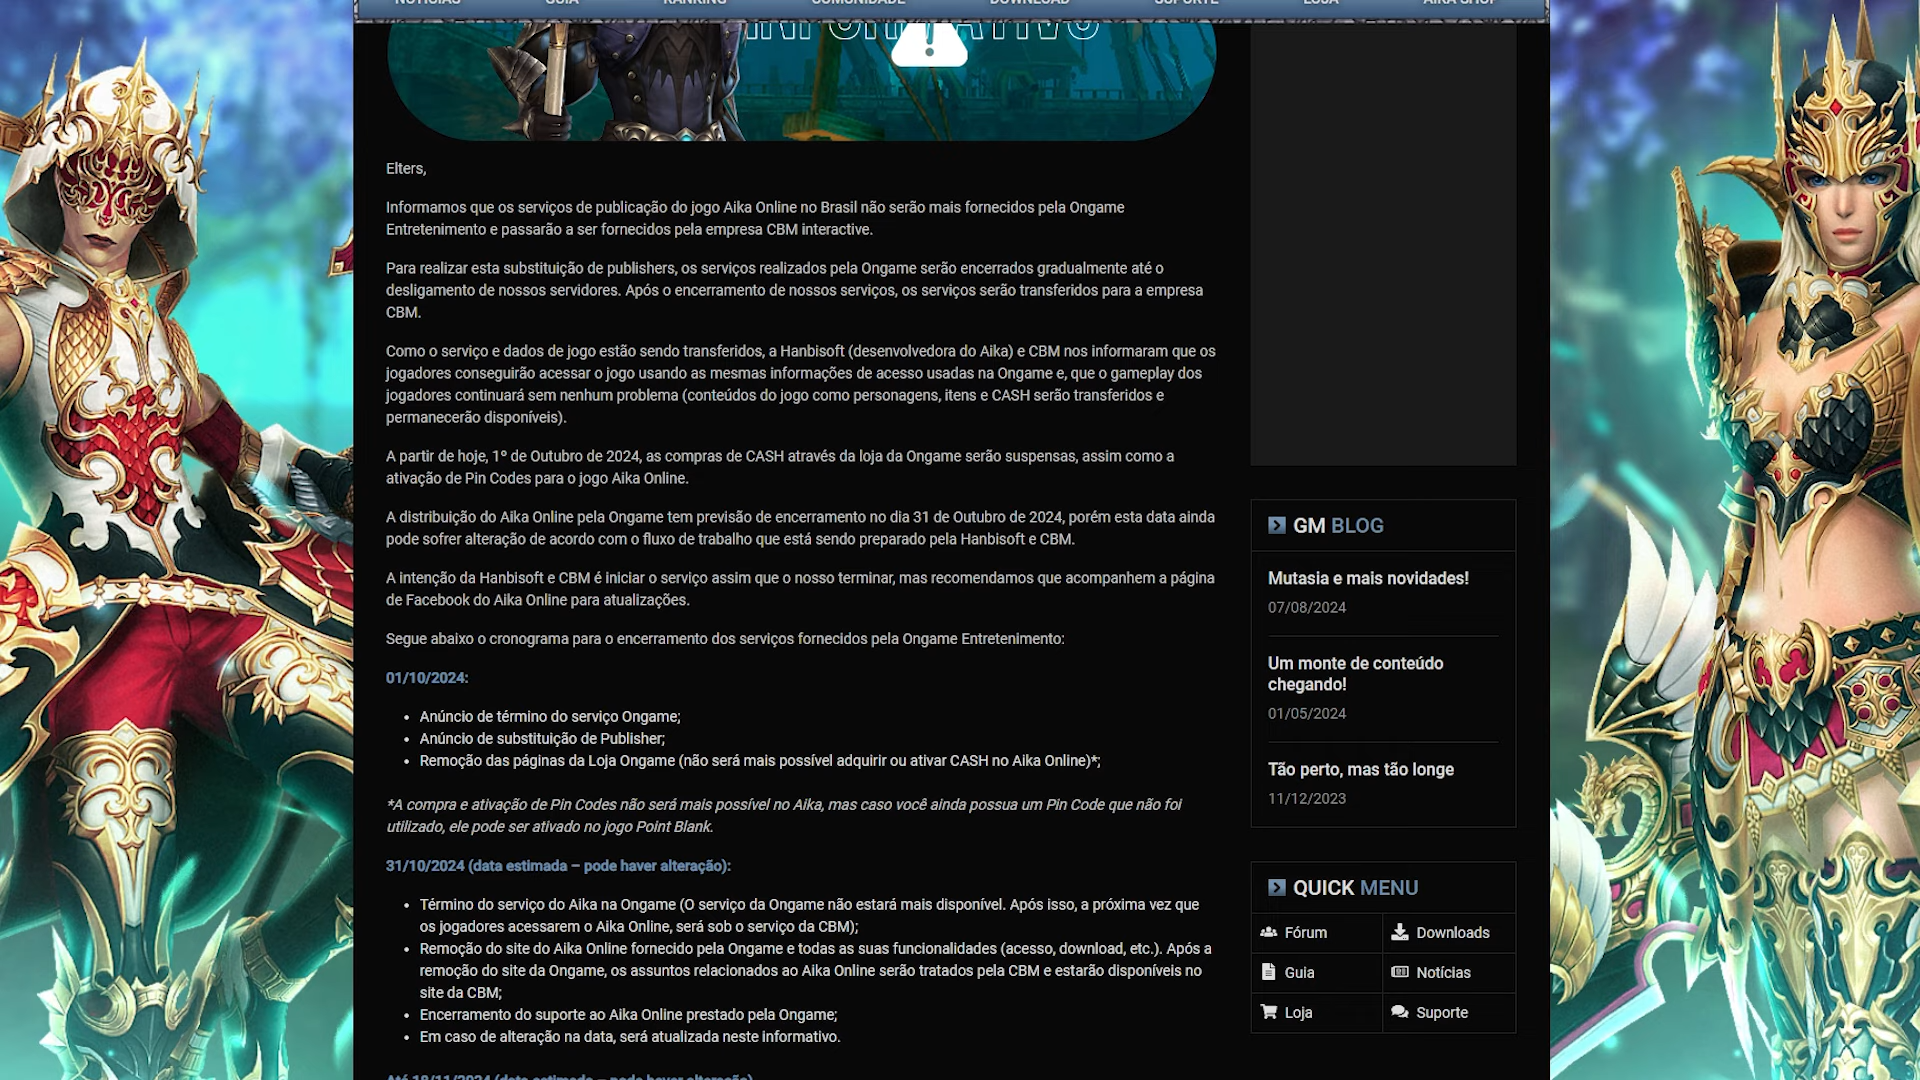 NOTÍCIAS GUIA RANKING COMUNIDADE DOWNLOAD SUPORTE LOJA AIKA SHOP
INFORMATIVO
Elters,
Informamos que os serviços de publicação do jogo Aika Online no Brasil não serão mais fornecidos pela Ongame
Entretenimento e passarão a ser fornecidos pela empresa CBM interactive.
Para realizar esta substituição de publishers, os serviços realizados pela Ongame serão encerrados gradualmente até o
desligamento de nossos servidores. Após o encerramento de nossos serviços, os serviços serão transferidos para a empresa
CBM.
Como o serviço e dados de jogo estão sendo transferidos, a Hanbisoft (desenvolvedora do Aika) e CBM nos informaram que os
jogadores conseguirão acessar o jogo usando as mesmas informações de acesso usadas na Ongame e, que o gameplay dos
jogadores continuará sem nenhum problema (conteúdos do jogo como personagens, itens e CASH serão transferidos e
permanecerão disponíveis).
A partir de hoje, 1º de Outubro de 2024, as compras de CASH através da loja da Ongame serão suspensas, assim como a
ativação de Pin Codes para o jogo Aika Online.
A distribuição do Aika Online pela Ongame tem previsão de encerramento no dia 31 de Outubro de 2024, porém esta data ainda
pode sofrer alteração de acordo com o fluxo de trabalho que está sendo preparado pela Hanbisoft e CBM.
A intenção da Hanbisoft e CBM é iniciar o serviço assim que o nosso terminar, mas recomendamos que acompanhem a página
de Facebook do Aika Online para atualizações.
Segue abaixo o cronograma para o encerramento dos serviços fornecidos pela Ongame Entretenimento:
01/10/2024:
• Anúncio de término do serviço Ongame;
• Anúncio de substituição de Publisher;
• Remoção das páginas da Loja Ongame (não será mais possível adquirir ou ativar CASH no Aika Online)*;
*A compra e ativação de Pin Codes não será mais possível no Aika, mas caso você ainda possua um Pin Code que não foi
utilizado, ele pode ser ativado no jogo Point Blank.
31/10/2024 (data estimada – pode haver alteração):
• Término do serviço do Aika na Ongame (O serviço da Ongame não estará mais disponível. Após isso, a próxima vez que
os jogadores acessarem o Aika Online, será sob o serviço da CBM);
• Remoção do site do Aika Online fornecido pela Ongame e todas as suas funcionalidades (acesso, download, etc.). Após a
remoção do site da Ongame, os assuntos relacionados ao Aika Online serão tratados pela CBM e estarão disponíveis no
site da CBM;
• Encerramento do suporte ao Aika Online prestado pela Ongame;
• Em caso de alteração na data, será atualizada neste informativo.
Até 18/11/2024 (data estimada – pode haver alteração)
GM BLOG
Mutasia e mais novidades!
07/08/2024
Um monte de conteúdo
chegando!
01/05/2024
Tão perto, mas tão longe
11/12/2023
QUICK MENU
Fórum Downloads
Guia Notícias
Loja Suporte